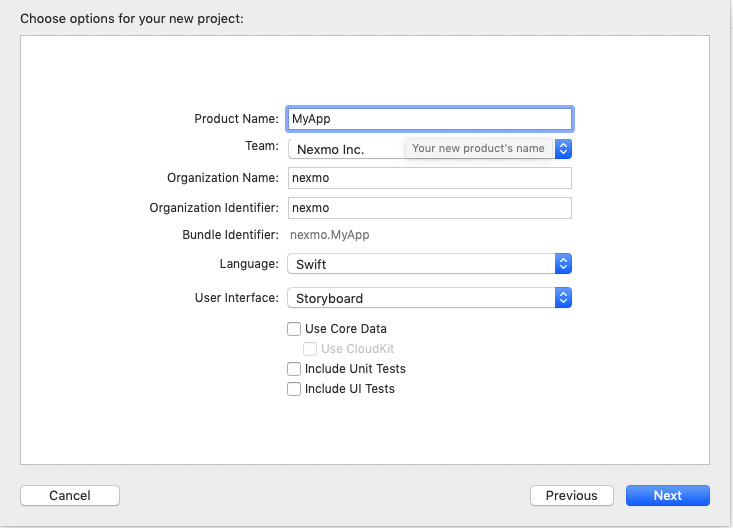 Choose options for your new project:
Product Name: MyApp
Team: Nexmo Inc. Your new product's name
Organization Name: nexmo
Organization Identifier: nexmo
Bundle Identifier: nexmo.MyApp
Language: Swift
User Interface: Storyboard
Use Core Data
Use CloudKit
Include Unit Tests
Include UI Tests
Cancel Previous Next